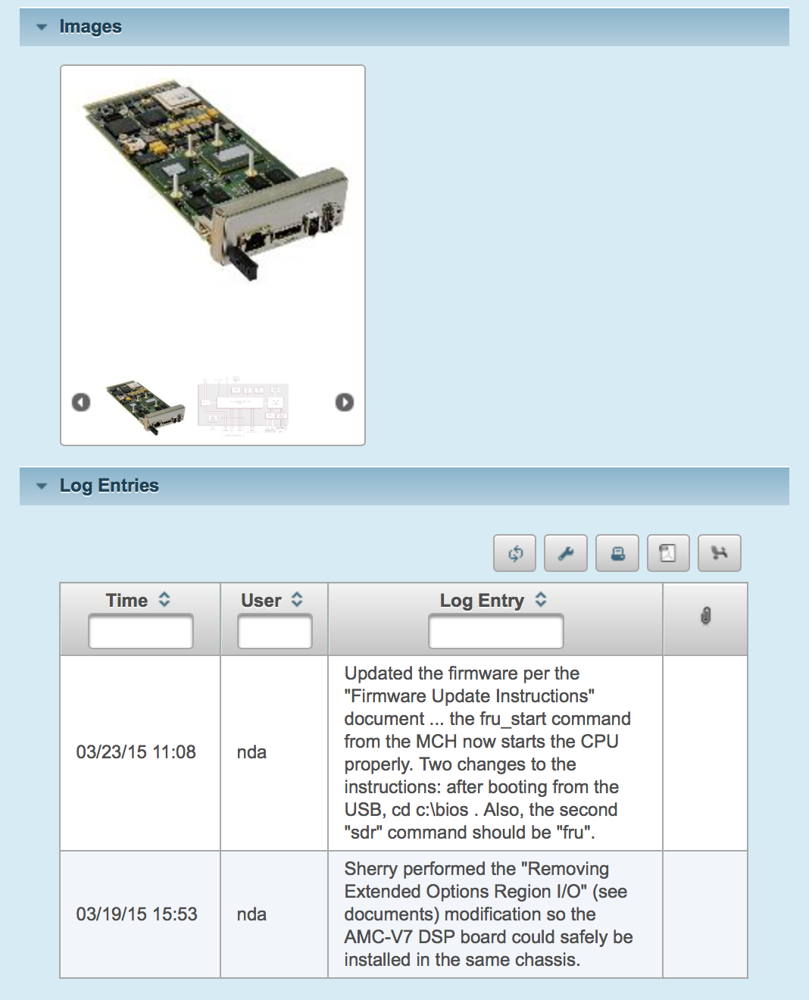 Images
Log Entries
Time
User
Log Entry
Updated the firmware per the
"Firmware Update Instructions"
document ... the fru_start command
from the MCH now starts the CPU
properly. Two changes to the
instructions: after booting from the
USB, cd c:\bios . Also, the second
"sdr" command should be "fru".
03/23/15 11:08
nda
Sherry performed the "Removing
Extended Options Region I/O" (see
documents) modification so the
AMC-V7 DSP board could safely be
installed in the same chassis.
03/19/15 15:53
nda